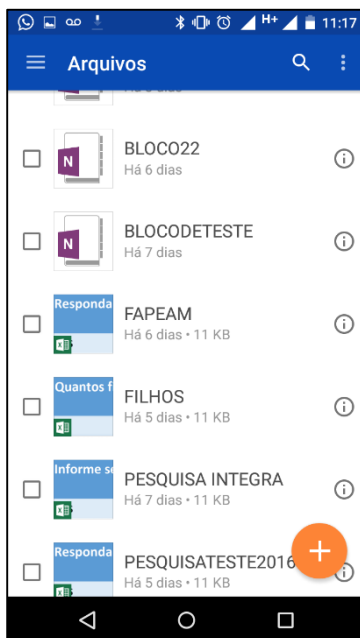 H+ 11:17
Arquivos
BLOCO22
Há 6 dias
N
BLOCODETESTE
Há 7 dias
N
Responda
FAPEAM
Há 6 dias • 11 KB
Quantos f
FILHOS
Há 5 dias • 11 KB
Informe se
PESQUISA INTEGRA
Há 7 dias • 11 KB
Responda
PESQUISATESTE2016
Há 5 dias • 11 KB